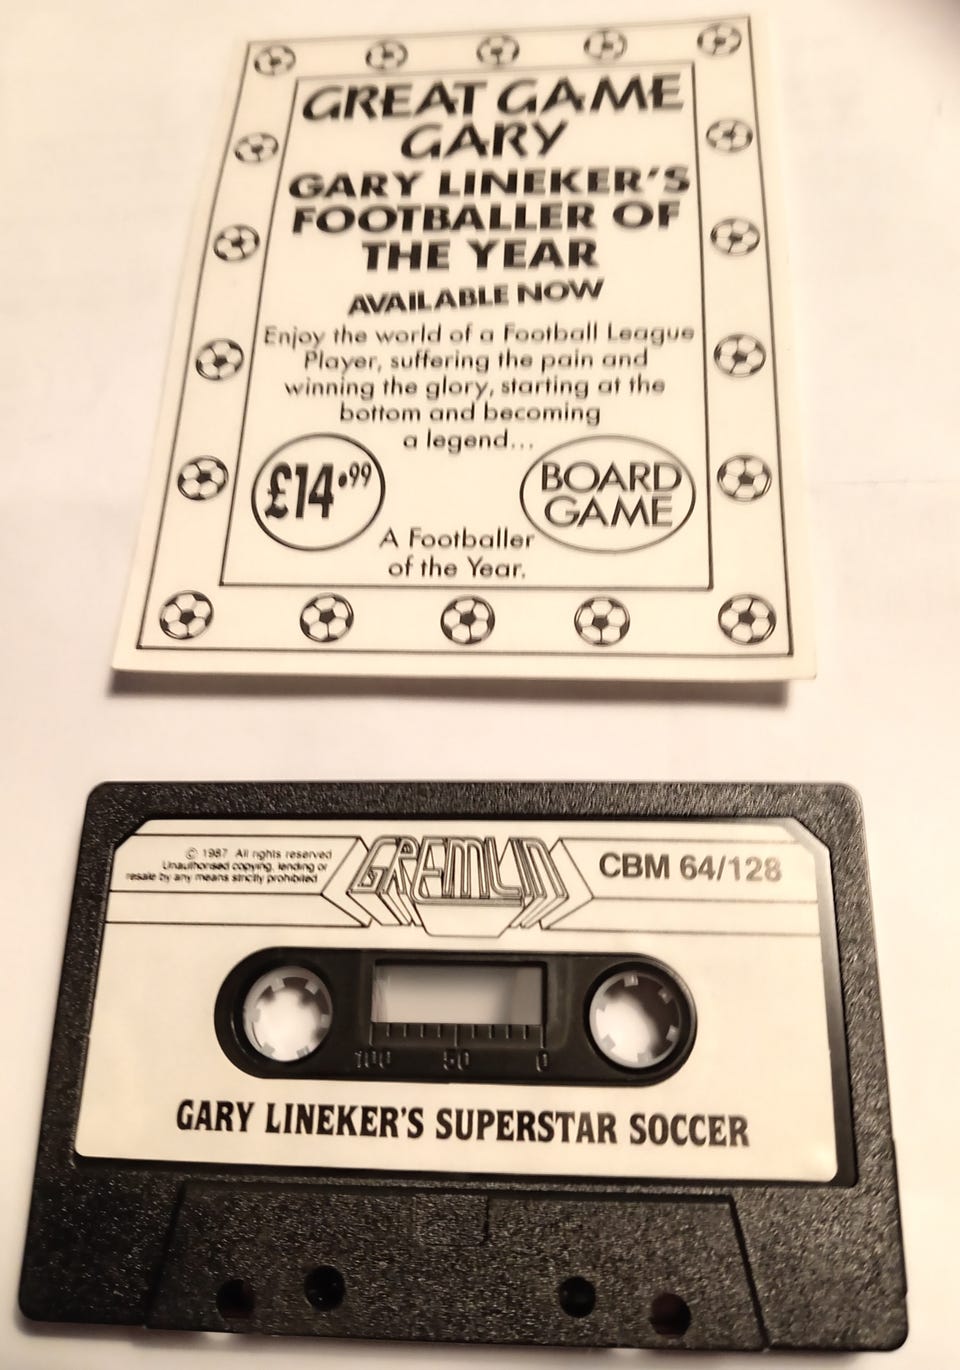 GREAT GAME
GARY
GARY LINEKER'S
FOOTBALLER OF
THE YEAR
AVAILABLE NOW
Enjoy the world of a Football League
Player, suffering the pain and
winning the glory, starting at the
bottom and becoming
a legend...
£14.99
BOARD
GAME
A Footballer
of the Year.
© 1987 All rights reserved
Unauthorised copying, lending or
resale by any means strictly prohibited
GREMLIN
CBM 64/128
100 50 0
GARY LINEKER'S SUPERSTAR SOCCER